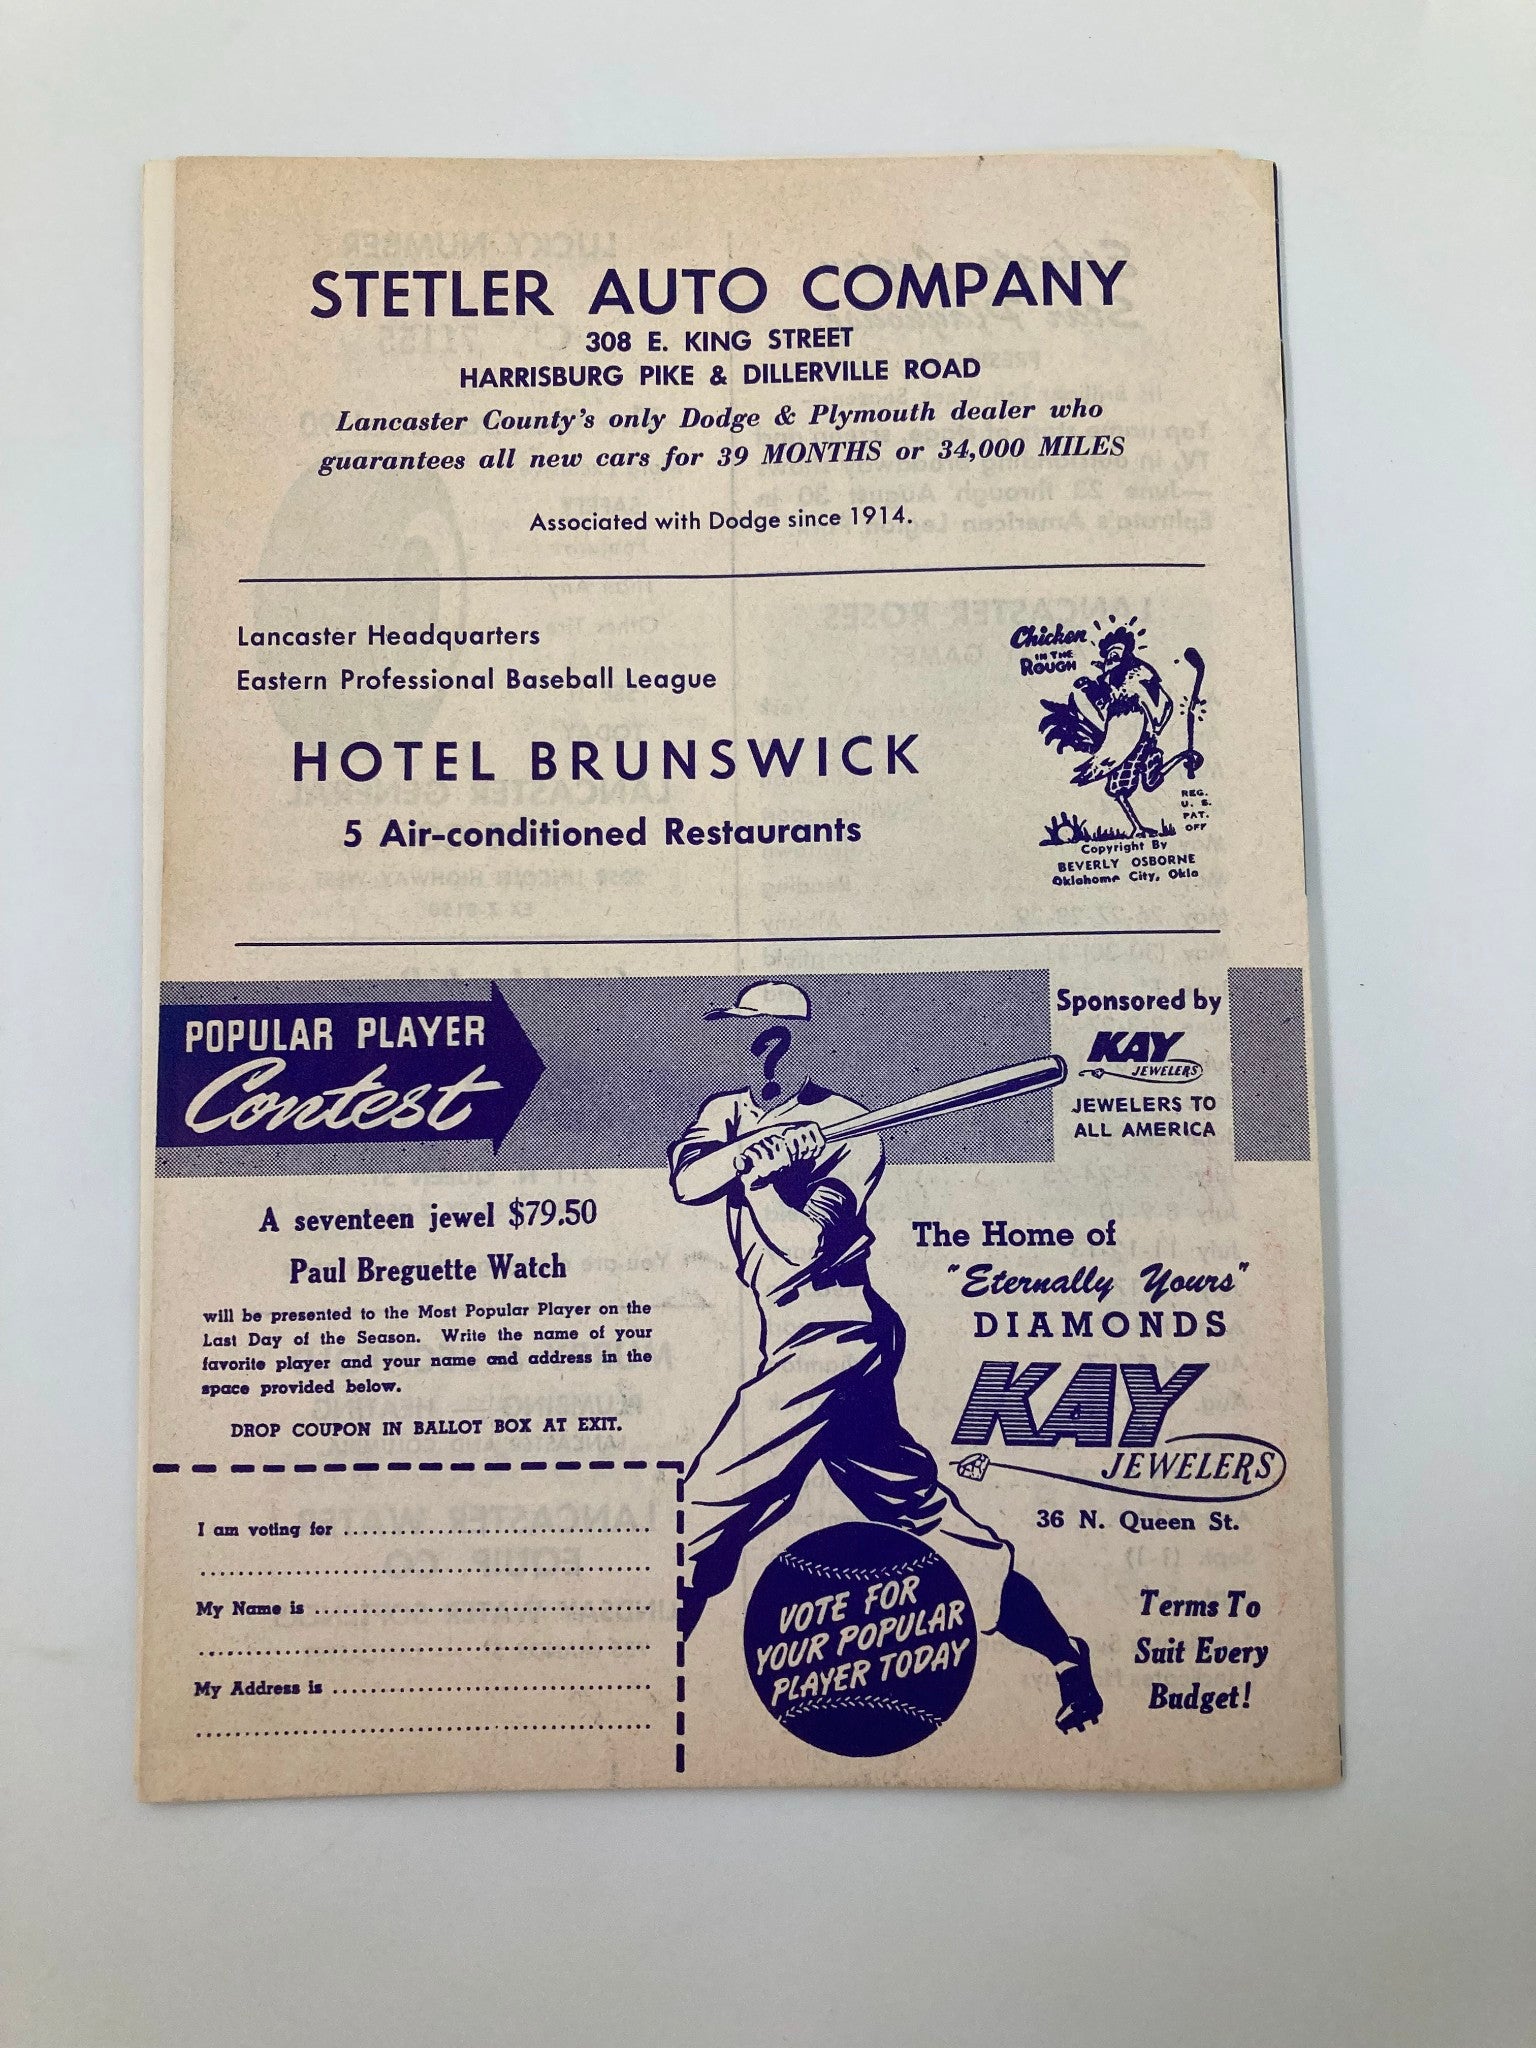 STETLER AUTO COMPANY
308 E. KING STREET
HARRISBURG PIKE & DILLERVILLE ROAD
Lancaster County's only Dodge & Plymouth dealer who
guarantees all new cars for 39 MONTHS or 34,000 MILES
Associated with Dodge since 1914.
Lancaster Headquarters
Eastern Professional Baseball League
HOTEL BRUNSWICK
5 Air-conditioned Restaurants
Chicken
IN THE
ROUGH
REG.
U. S.
PAT.
OFF
Copyright By
BEVERLY OSBORNE
Oklahoma City, Okla
POPULAR PLAYER
Contest
?
Sponsored by
KAY
JEWELERS
JEWELERS TO
ALL AMERICA
A seventeen jewel $79.50
Paul Breguette Watch
will be presented to the Most Popular Player on the
Last Day of the Season. Write the name of your
favorite player and your name and address in the
space provided below.
DROP COUPON IN BALLOT BOX AT EXIT.
I am voting for
My Name is
My Address is
VOTE FOR
YOUR POPULAR
PLAYER TODAY
The Home of
"Eternally Yours"
DIAMONDS
KAY
JEWELERS
36 N. Queen St.
Terms To
Suit Every
Budget!